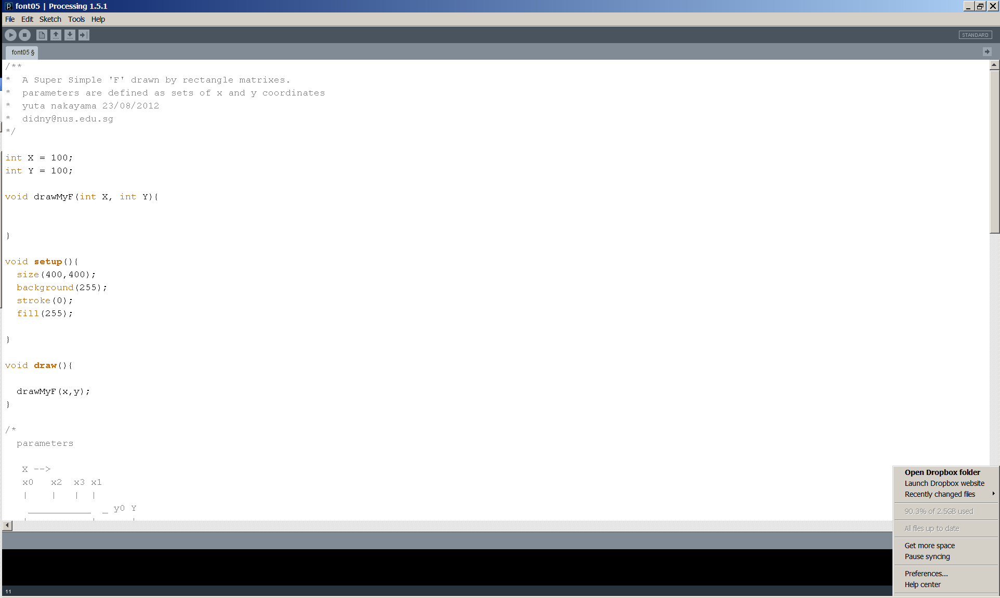 font05 | Processing 1.5.1
File Edit Sketch Tools Help
STANDARD
font05 §
/**
*  A Super Simple 'F' drawn by rectangle matrixes.
*  parameters are defined as sets of x and y coordinates
*  yuta nakayama 23/08/2012
*  didny@nus.edu.sg
*/
int X = 100;
int Y = 100;
void drawMyF(int X, int Y){
}
void setup(){
  size(400,400);
  background(255);
  stroke(0);
  fill(255);
}
void draw(){
  drawMyF(x,y);
}
/*
  parameters
   X -->
   x0   x2  x3 x1
   |    |   |  |
    ___________  _ y0 Y
Open Dropbox folder
Launch Dropbox website
Recently changed files
90.3% of 2.5GB used
All files up to date
Get more space
Pause syncing
Preferences...
Help center
11